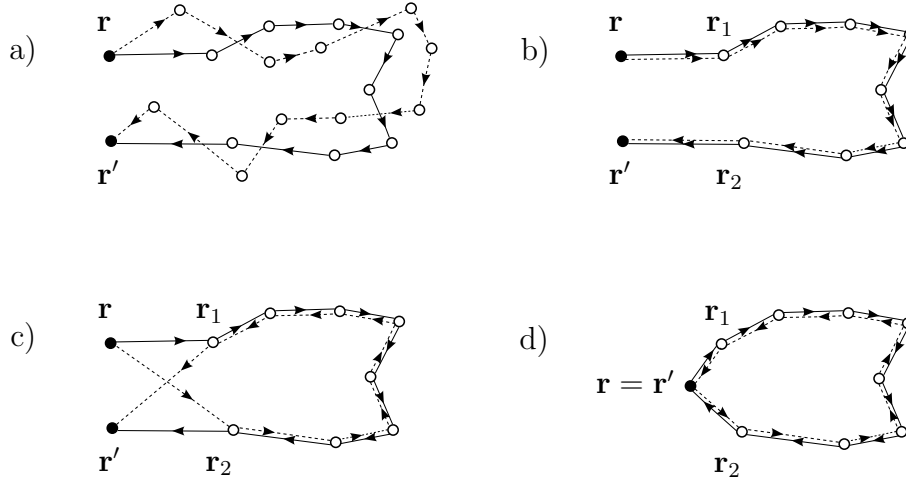 a)
r
r′
b)
r
r₁
r′
r₂
c)
r
r₁
r′
r₂
d)
r₁
r = r′
r₂